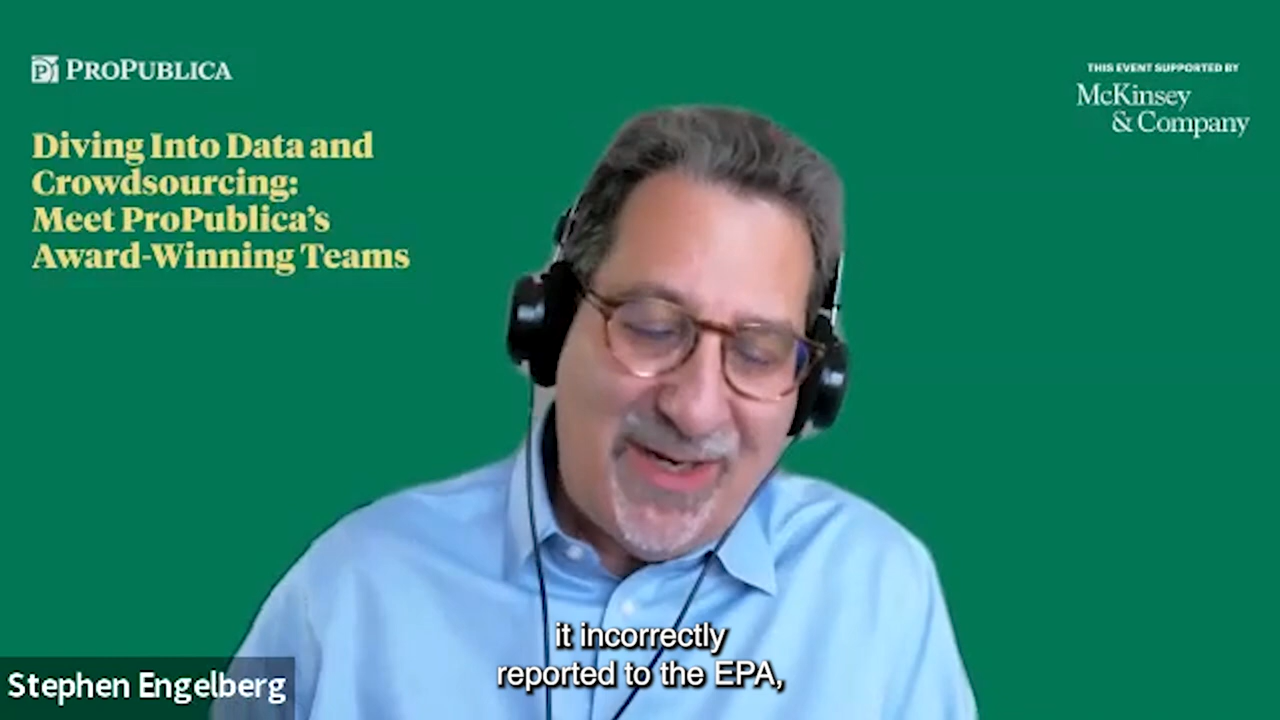 PROPUBLICA
THIS EVENT SUPPORTED BY
McKinsey
& Company
Diving Into Data and
Crowdsourcing:
Meet ProPublica's
Award-Winning Teams
it incorrectly
reported to the EPA,
Stephen Engelberg